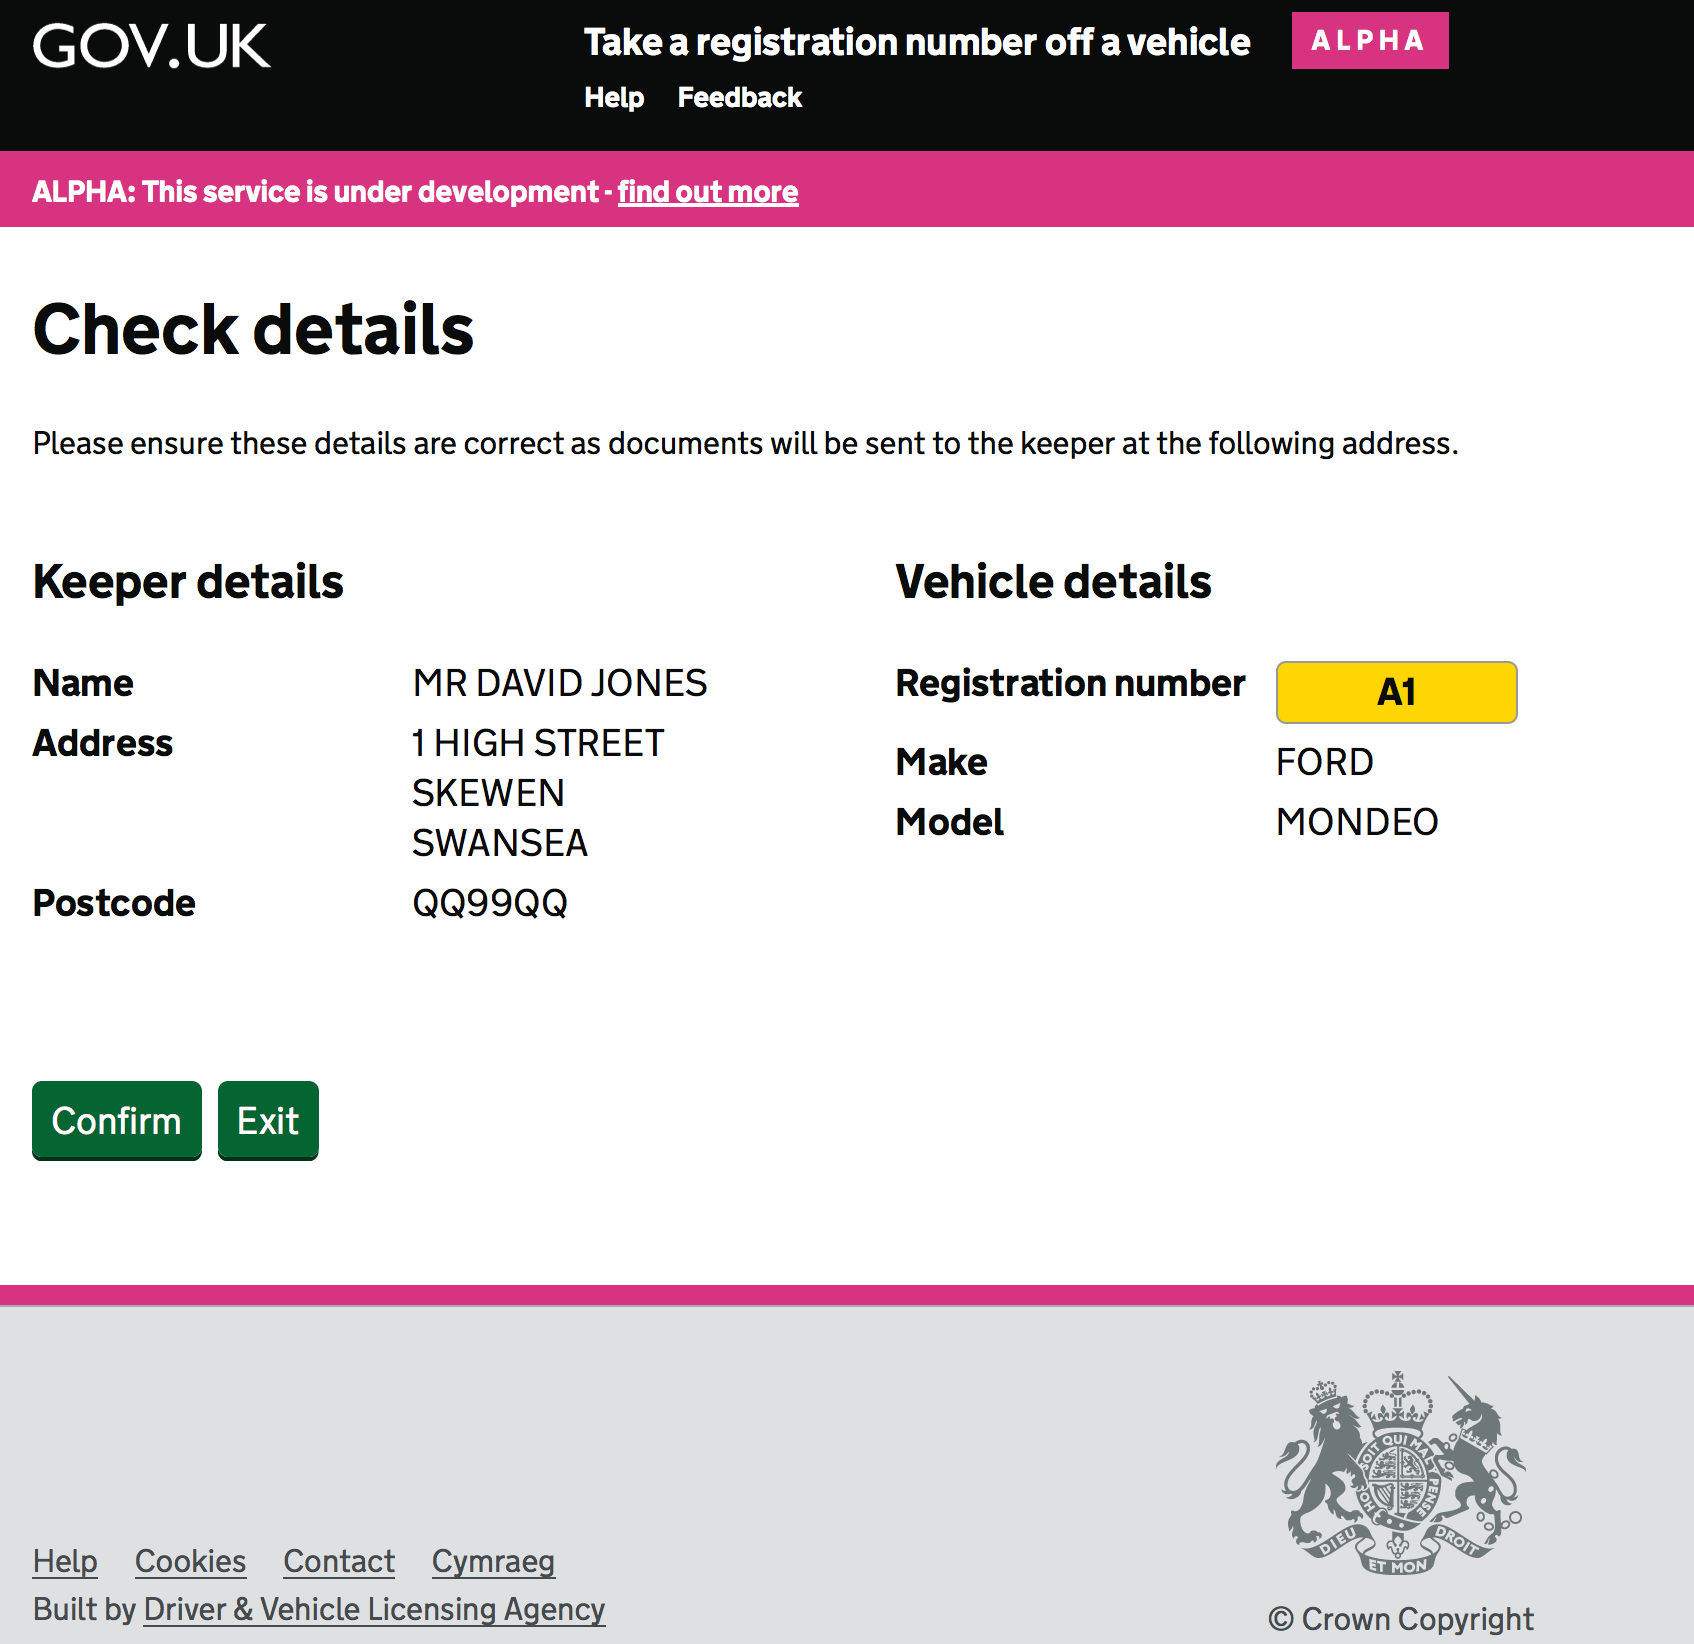 GOV.UK
Take a registration number off a vehicle ALPHA
Help Feedback
ALPHA: This service is under development - find out more
Check details
Please ensure these details are correct as documents will be sent to the keeper at the following address.
Keeper details
Name MR DAVID JONES
Address 1 HIGH STREET
SKEWEN
SWANSEA
Postcode QQ99QQ
Vehicle details
Registration number A1
Make FORD
Model MONDEO
Confirm Exit
Help Cookies Contact Cymraeg
Built by Driver & Vehicle Licensing Agency
SOIT QUI MAL Y PENSE
DIEU ET MON DROIT
© Crown Copyright